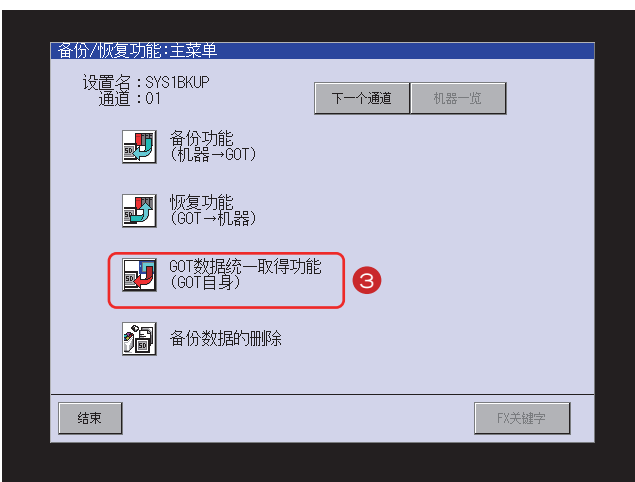 备份/恢复功能:主菜单
设置名:SYS1BKUP
通道:01
下一个通道
机器一览
备份功能
(机器→GOT)
恢复功能
(GOT→机器)
GOT数据统一取得功能
(GOT自身)
3
备份数据的删除
结束
FX关键字